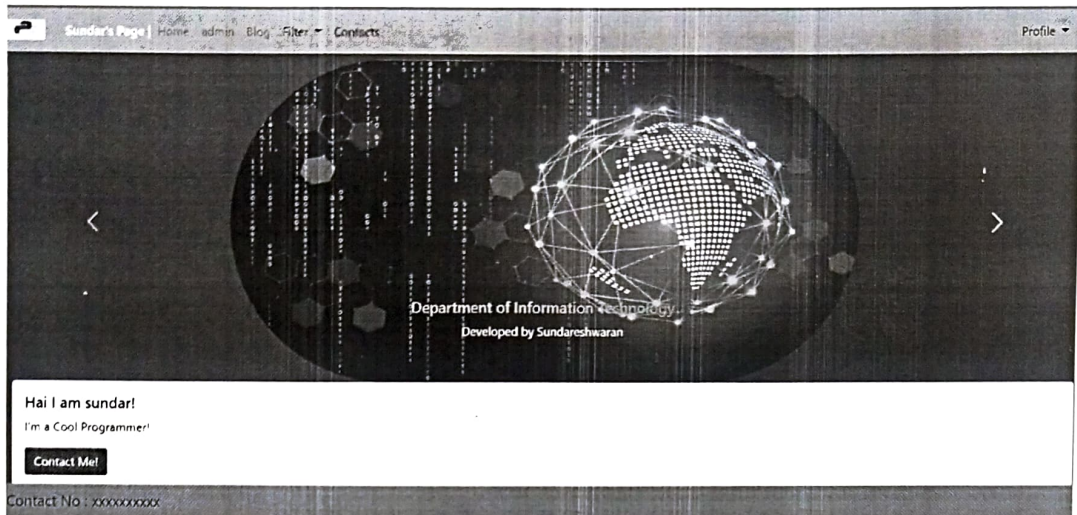 Sundar's Page | Home admin Blog Filter Contacts Profile
Department of Information Technology
Developed by Sundareshwaran
Hai I am sundar!
I'm a Cool Programmer!
Contact Me!
Contact No : xxxxxxxxxx